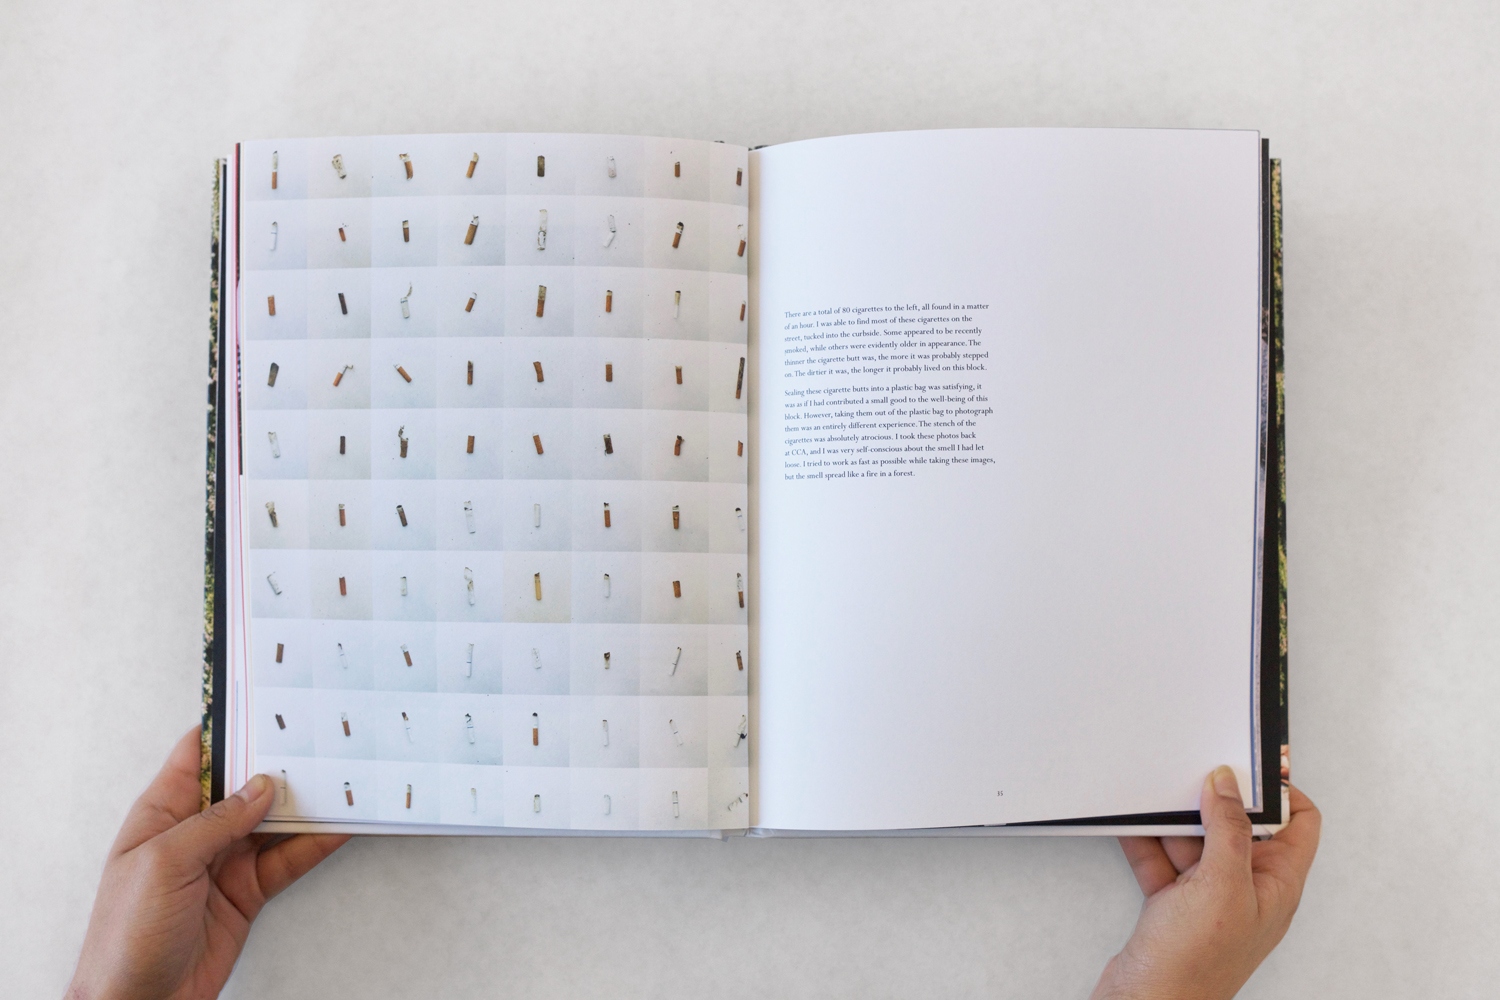 There are a total of 80 cigarettes to the left, all found in a matter
of an hour. I was able to find most of these cigarettes on the
street, tucked into the curbside. Some appeared to be recently
smoked, while others were evidently older in appearance. The
thinner the cigarette butt was, the more it was probably stepped
on. The dirtier it was, the longer it probably lived on this block.
Sealing these cigarette butts into a plastic bag was satisfying, it
was as if I had contributed a small good to the well-being of this
block. However, taking them out of the plastic bag to photograph
them was an entirely different experience. The stench of the
cigarettes was absolutely atrocious. I took these photos back
at CCA, and I was very self-conscious about the smell I had let
loose. I tried to work as fast as possible while taking these images,
but the smell spread like a fire in a forest.
35